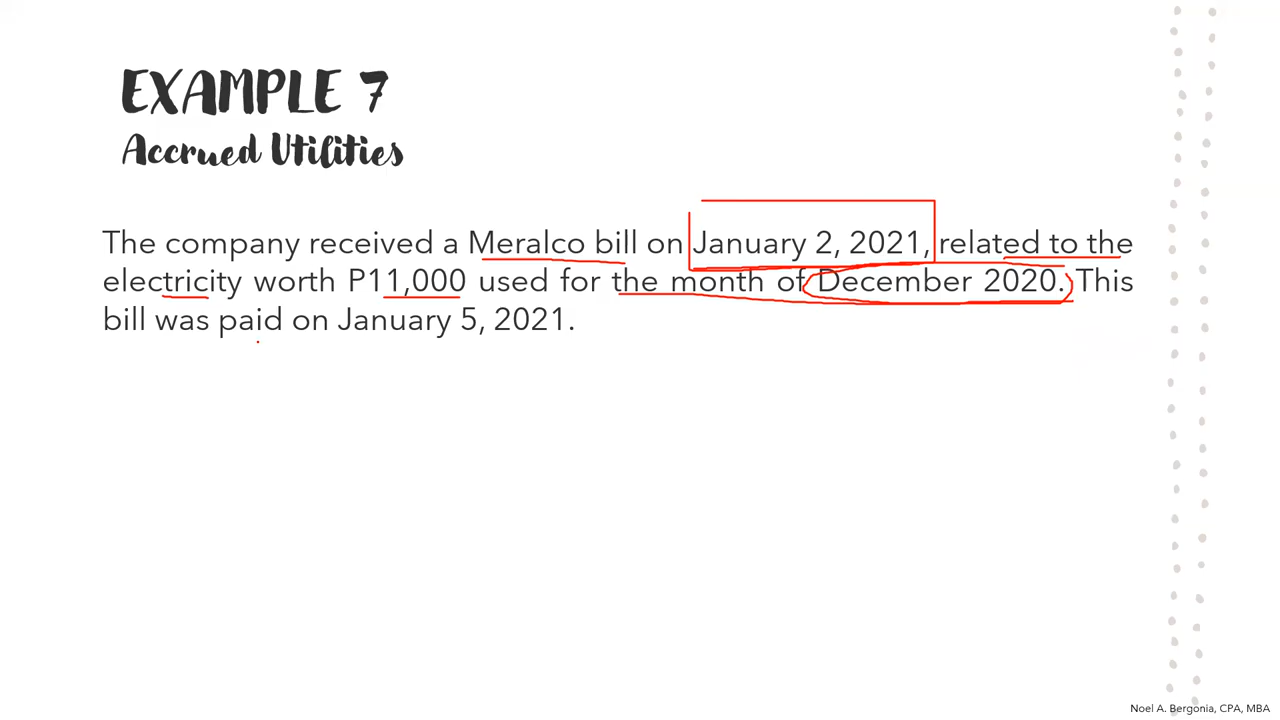 EXAMPLE 7
Accrued Utilities
The company received a Meralco bill on January 2, 2021, related to the
electricity worth P11,000 used for the month of December 2020. This
bill was paid on January 5, 2021.
Noel A. Bergonia, CPA, MBA